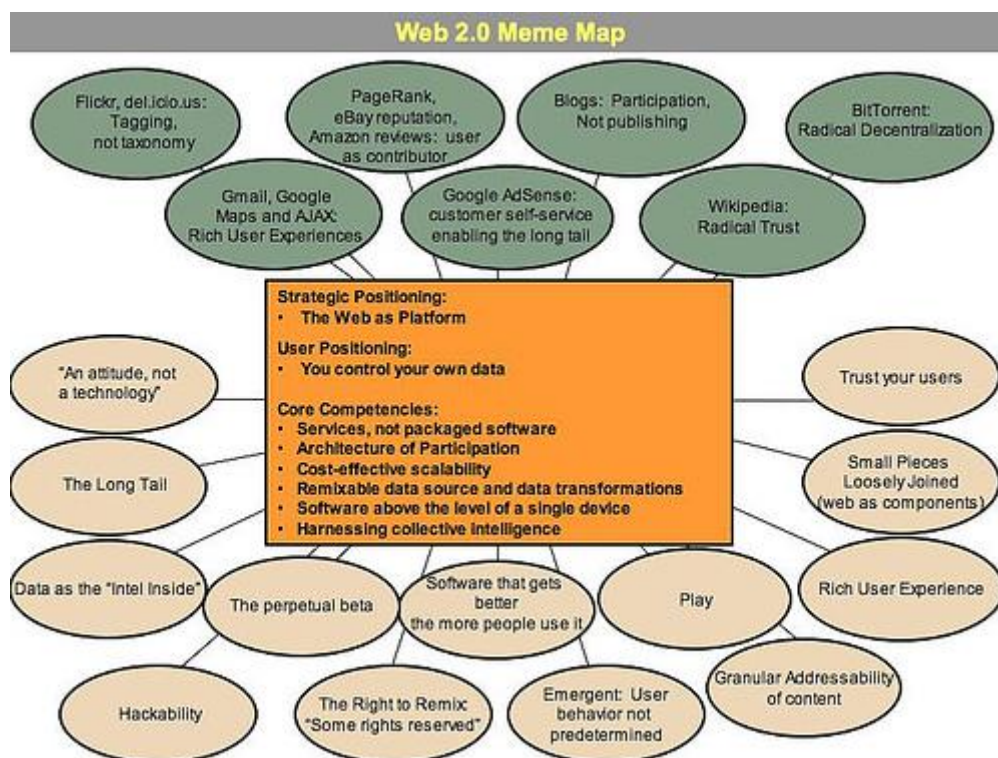 Web 2.0 Meme Map
Flickr, del.icio.us:
Tagging,
not taxonomy
PageRank,
eBay reputation,
Amazon reviews: user
as contributor
Blogs: Participation,
Not publishing
BitTorrent:
Radical Decentralization
Gmail, Google
Maps and AJAX:
Rich User Experiences
Google AdSense:
customer self-service
enabling the long tail
Wikipedia:
Radical Trust
Strategic Positioning:
• The Web as Platform
User Positioning:
• You control your own data
Core Competencies:
• Services, not packaged software
• Architecture of Participation
• Cost-effective scalability
• Remixable data source and data transformations
• Software above the level of a single device
• Harnessing collective intelligence
"An attitude, not
a technology"
Trust your users
The Long Tail
Small Pieces
Loosely Joined
(web as components)
Data as the "Intel Inside"
The perpetual beta
Software that gets
better
the more people use it
Play
Rich User Experience
Hackability
The Right to Remix:
"Some rights reserved"
Emergent: User
behavior not
predetermined
Granular Addressability
of content